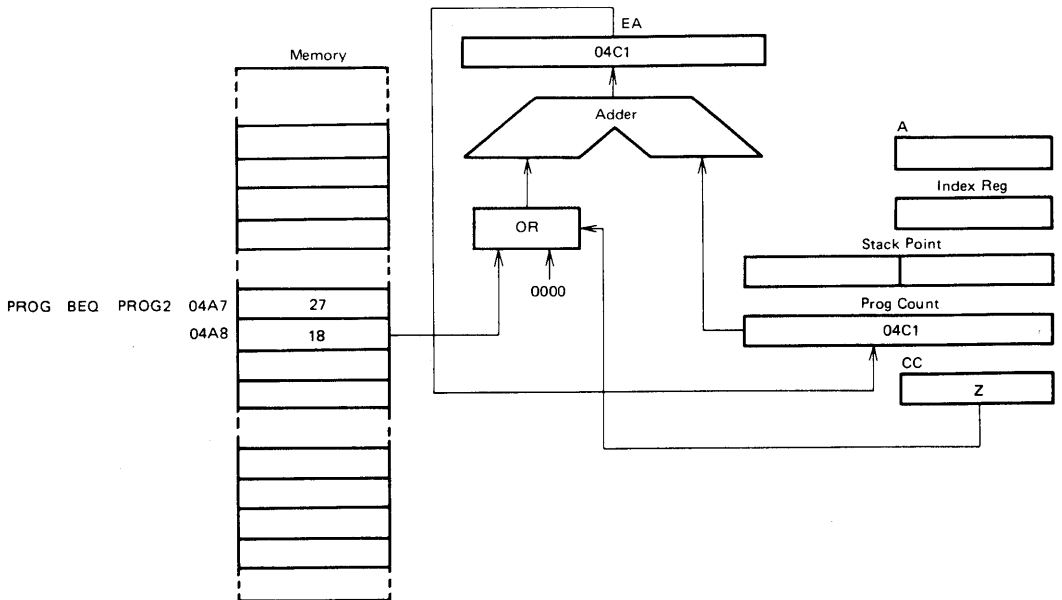 EA
04C1
Memory
Adder
A
Index Reg
OR
Stack Point
0000
Prog Count
PROG BEQ PROG2 04A7 27
04C1
04A8 18
CC
Z